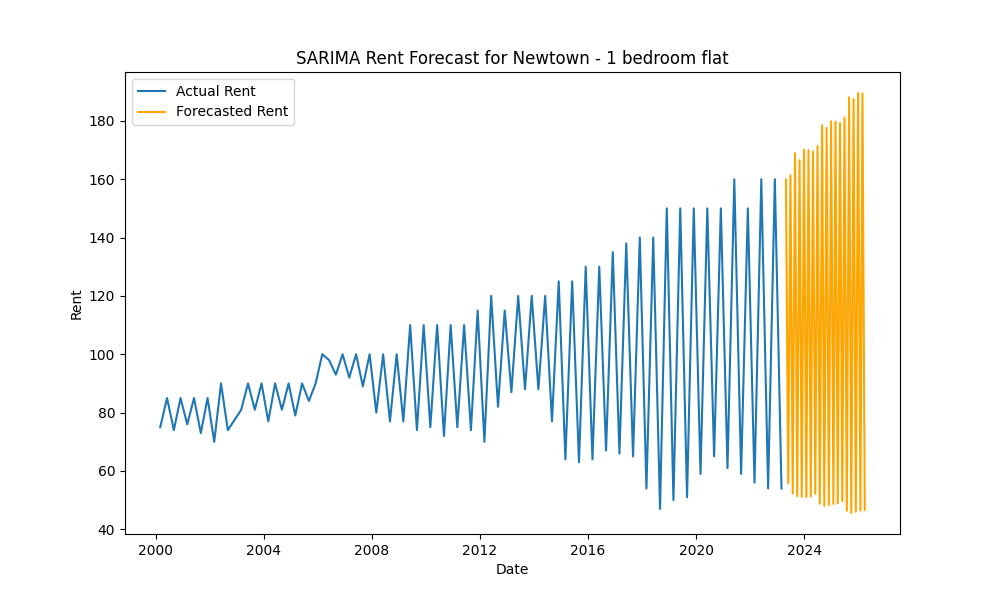 SARIMA Rent Forecast for Newtown - 1 bedroom flat
Actual Rent
Forecasted Rent
Rent
180
160
140
120
100
80
60
40
2000 2004 2008 2012 2016 2020 2024
Date